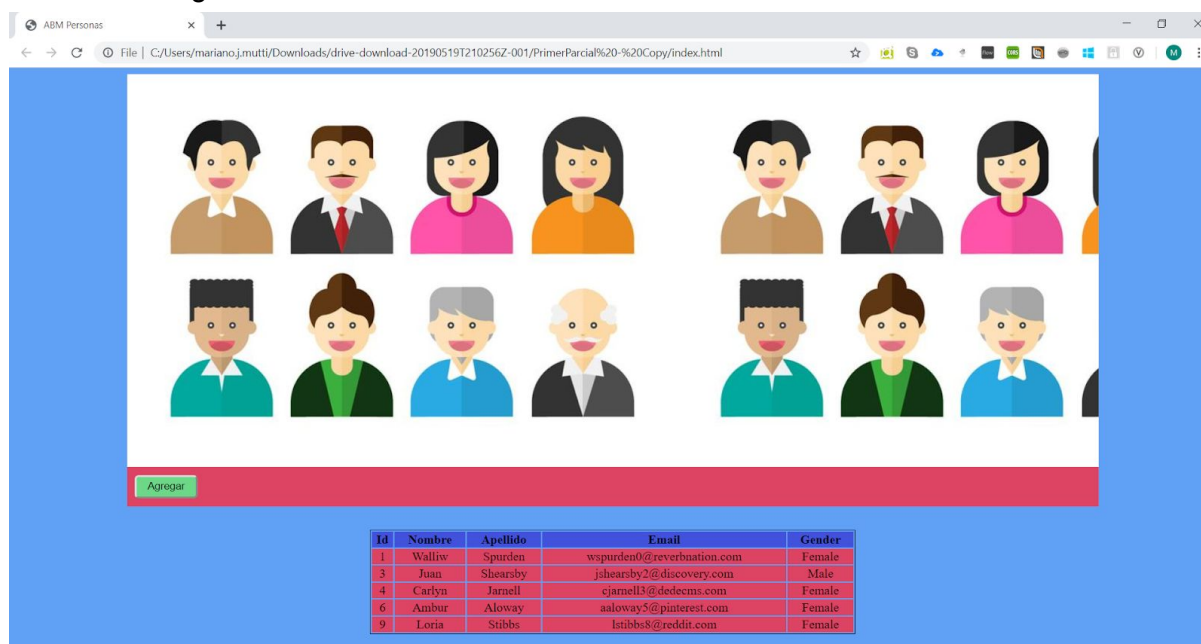 ABM Personas
File | C:/Users/mariano.j.mutti/Downloads/drive-download-20190519T210256Z-001/PrimerParcial%20-%20Copy/index.html
CORS
M
Agregar
Id Nombre Apellido Email Gender
1 Walliw Spurden wspurden0@reverbnation.com Female
3 Juan Shearsby jshearsby2@discovery.com Male
4 Carlyn Jarnell cjarnell3@dedecms.com Female
6 Ambur Aloway aaloway5@pinterest.com Female
9 Loria Stibbs lstibbs8@reddit.com Female